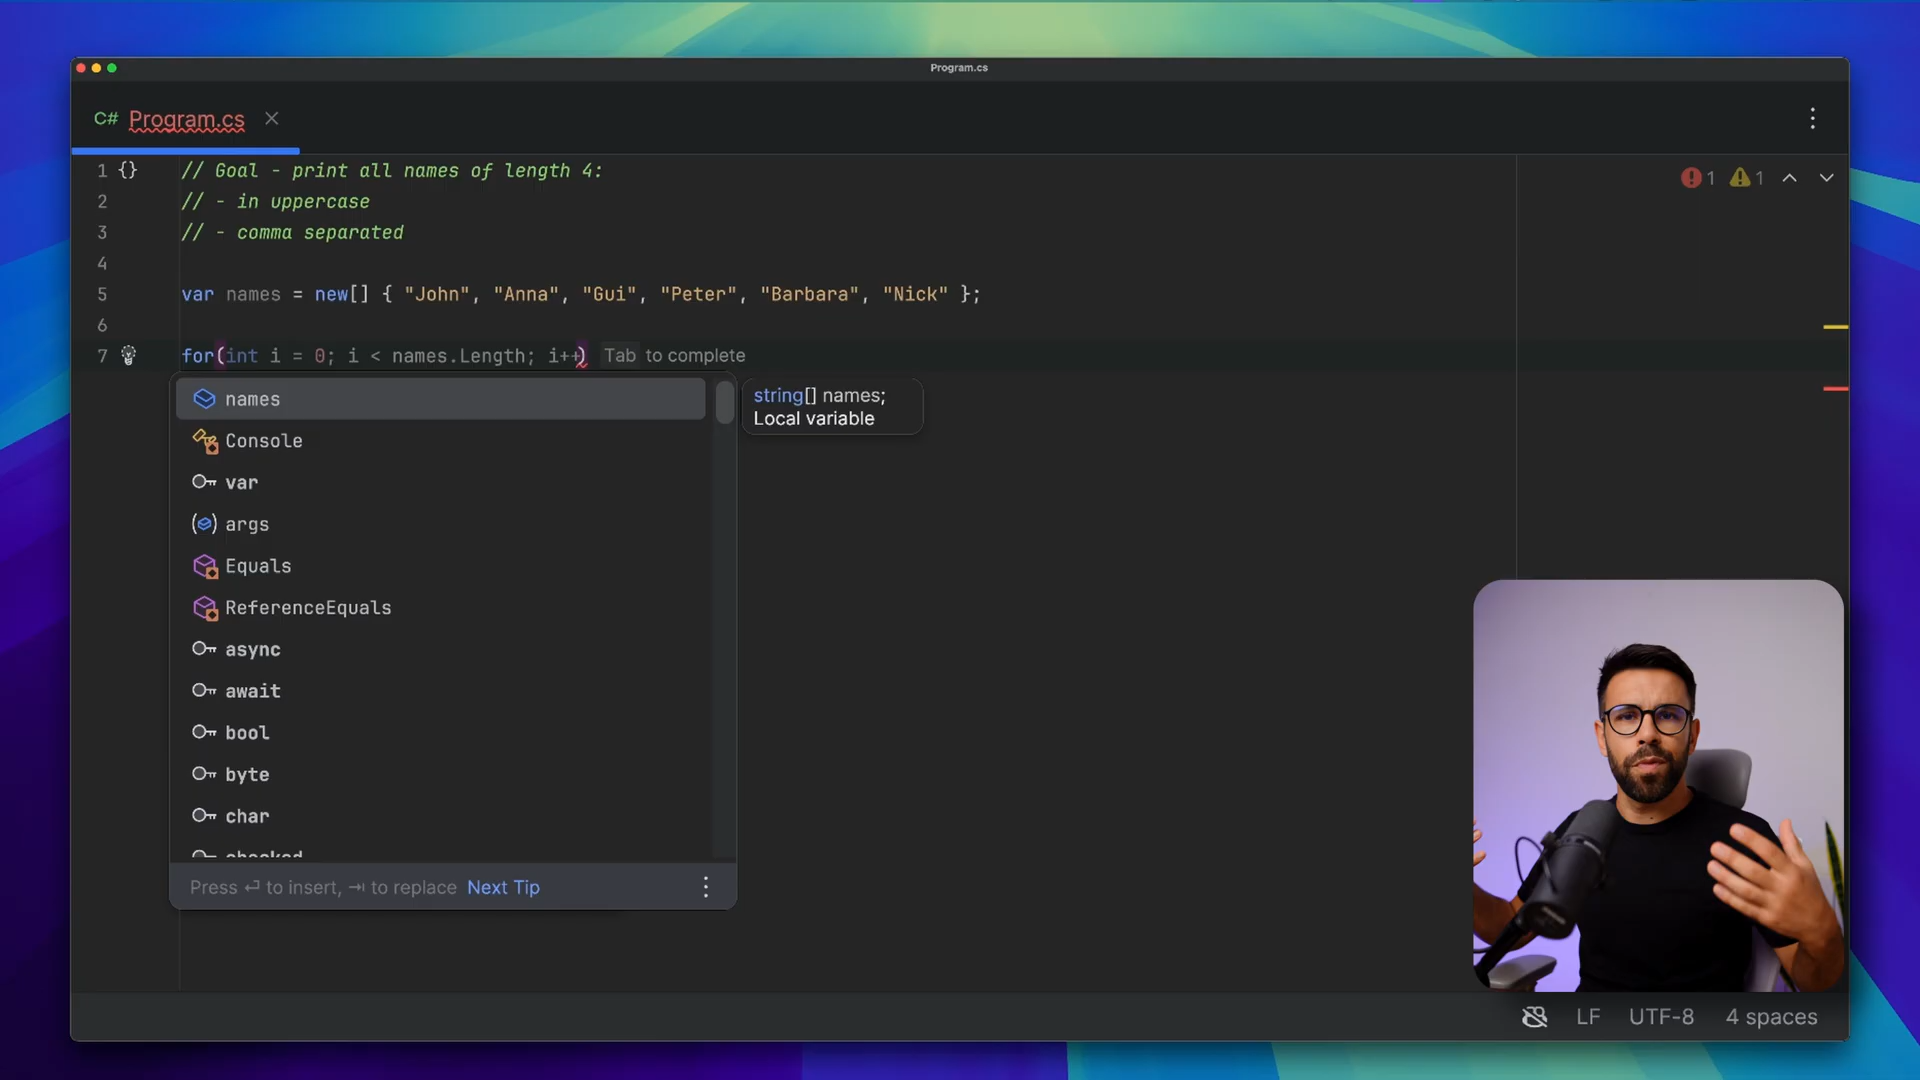 Program.cs
C# Program.cs
1 {} // Goal - print all names of length 4:
1 1
2 // - in uppercase
3 // - comma separated
4
5 var names = new[] { "John", "Anna", "Gui", "Peter", "Barbara", "Nick" };
6
7 for(int i = 0; i < names.Length; i++) Tab to complete
names
string[] names;
Local variable
Console
var
args
Equals
ReferenceEquals
async
await
bool
byte
char
checked
Press ⏎ to insert, ⇥ to replace Next Tip
LF UTF-8 4 spaces